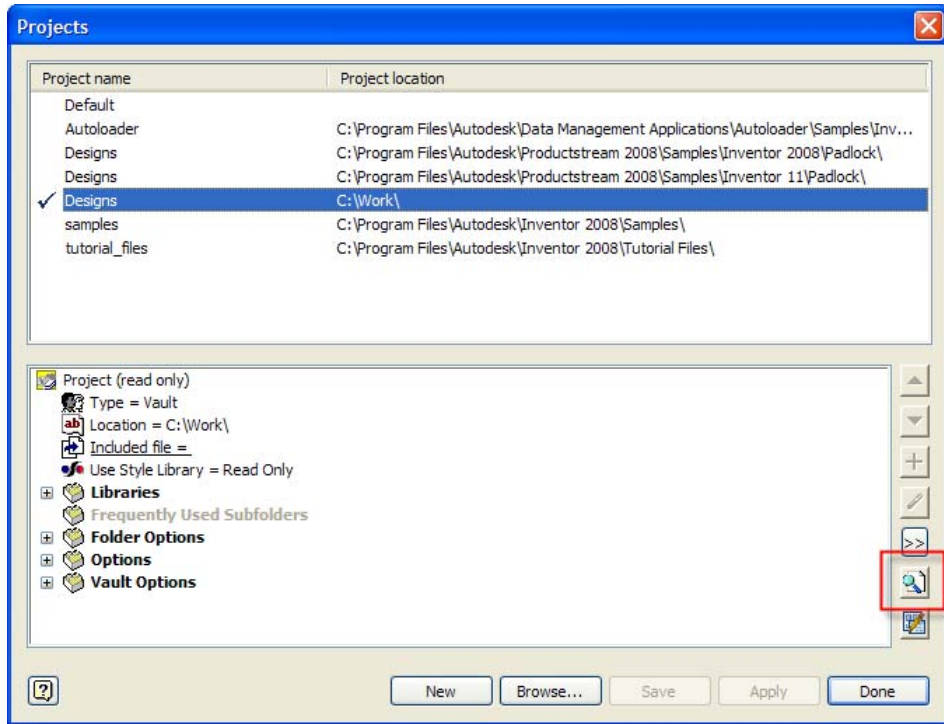 Projects
Project name Project location
Default
Autoloader C:\Program Files\Autodesk\Data Management Applications\Autoloader\Samples\Inv...
Designs C:\Program Files\Autodesk\Productstream 2008\Samples\Inventor 2008\Padlock\
Designs C:\Program Files\Autodesk\Productstream 2008\Samples\Inventor 11\Padlock\
Designs C:\Work\
samples C:\Program Files\Autodesk\Inventor 2008\Samples\
tutorial_files C:\Program Files\Autodesk\Inventor 2008\Tutorial Files\
Project (read only)
Type = Vault
ab Location = C:\Work\
Included file =
Use Style Library = Read Only
Libraries
Frequently Used Subfolders
Folder Options
>>
Options
Vault Options
? New Browse... Save Apply Done